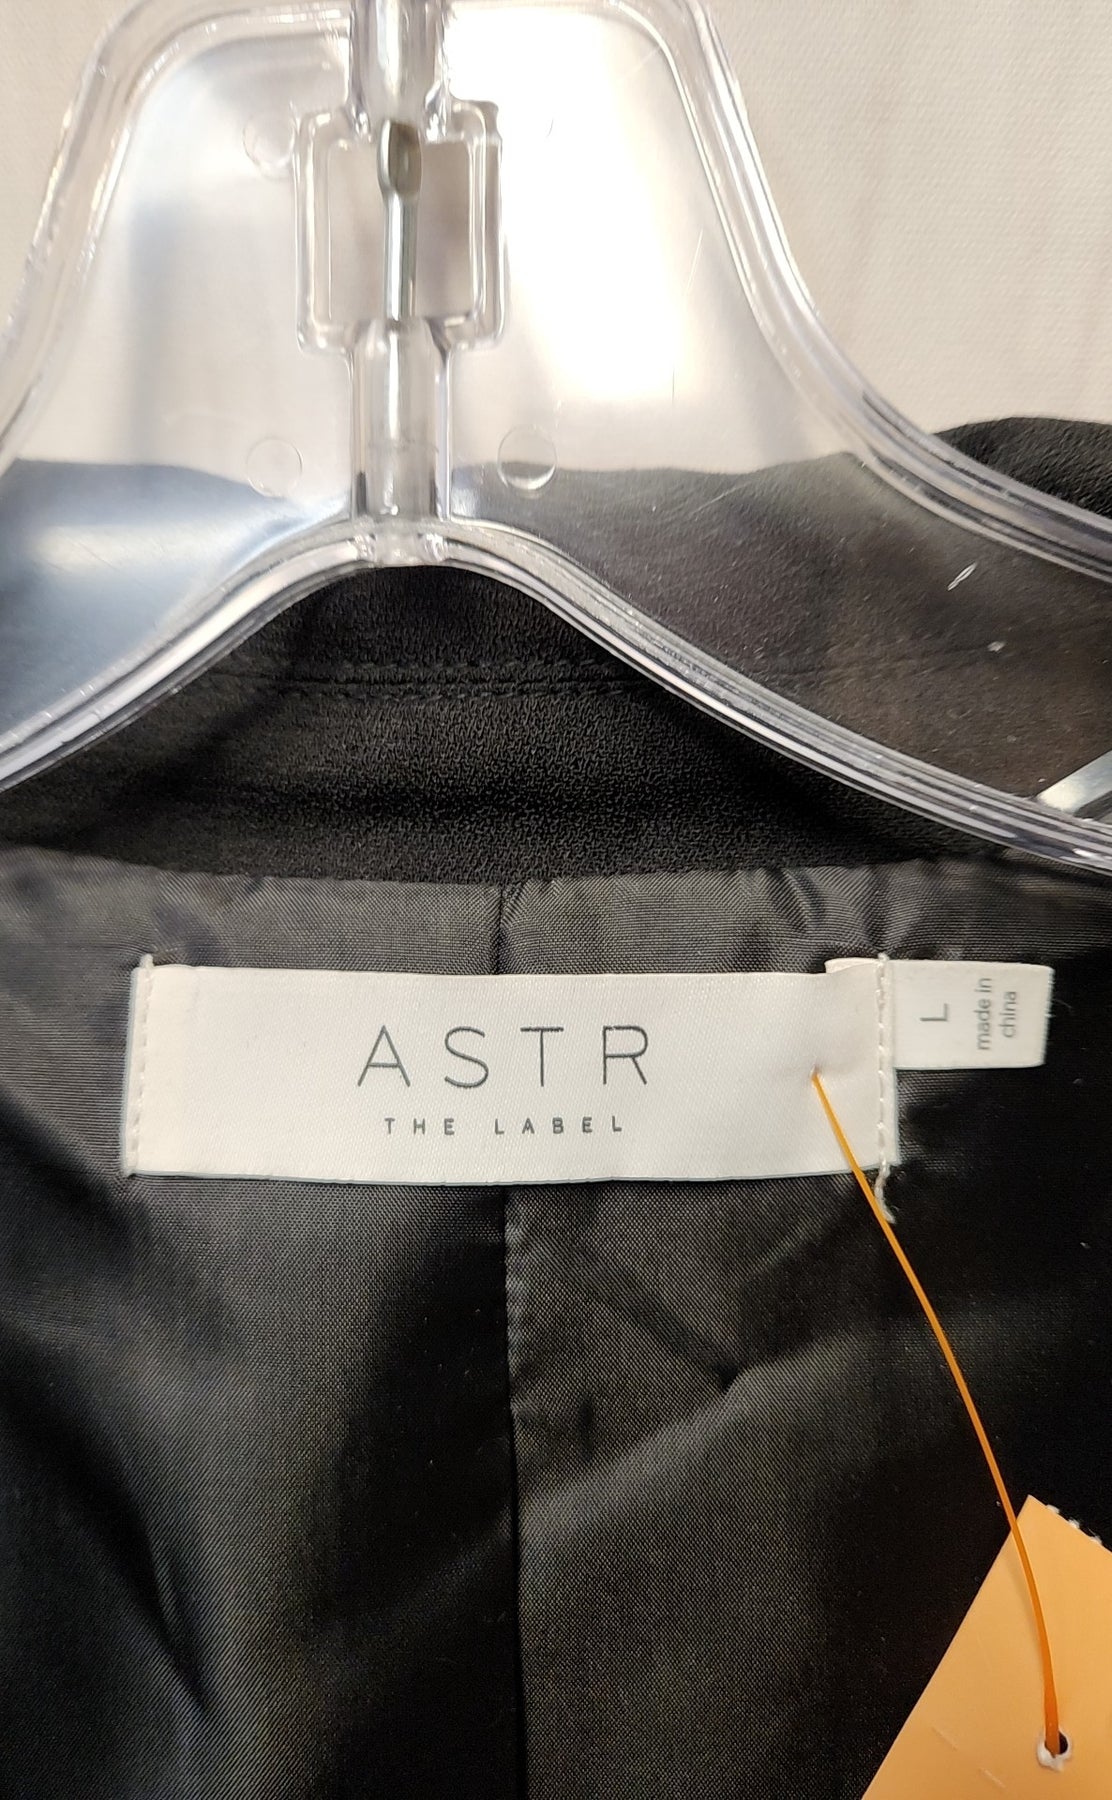 ASTR
THE LABEL
L
made in
china